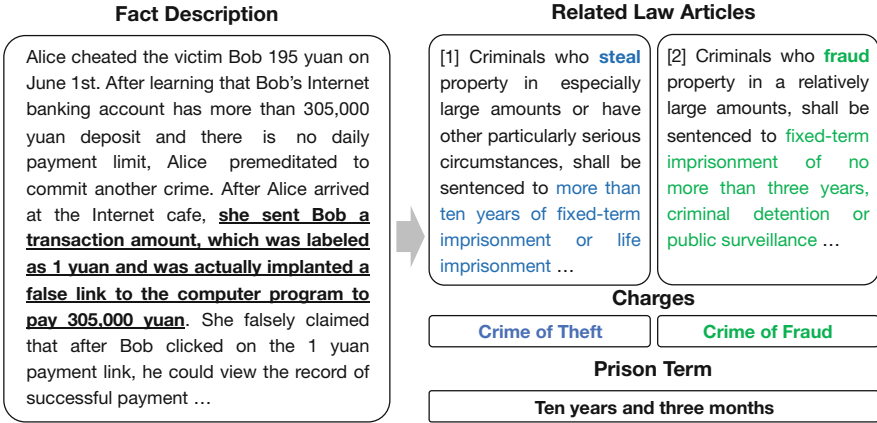 Fact Description
Alice cheated the victim Bob 195 yuan on
June 1st. After learning that Bob's Internet
banking account has more than 305,000
yuan deposit and there is no daily
payment limit, Alice premeditated to
commit another crime. After Alice arrived
at the Internet cafe, she sent Bob a
transaction amount, which was labeled
as 1 yuan and was actually implanted a
false link to the computer program to
pay 305,000 yuan. She falsely claimed
that after Bob clicked on the 1 yuan
payment link, he could view the record of
successful payment ...
Related Law Articles
[1] Criminals who steal
property in especially
large amounts or have
other particularly serious
circumstances, shall be
sentenced to more than
ten years of fixed-term
imprisonment or life
imprisonment ...
[2] Criminals who fraud
property in a relatively
large amounts, shall be
sentenced to fixed-term
imprisonment of no
more than three years,
criminal detention or
public surveillance ...
Charges
Crime of Theft
Crime of Fraud
Prison Term
Ten years and three months